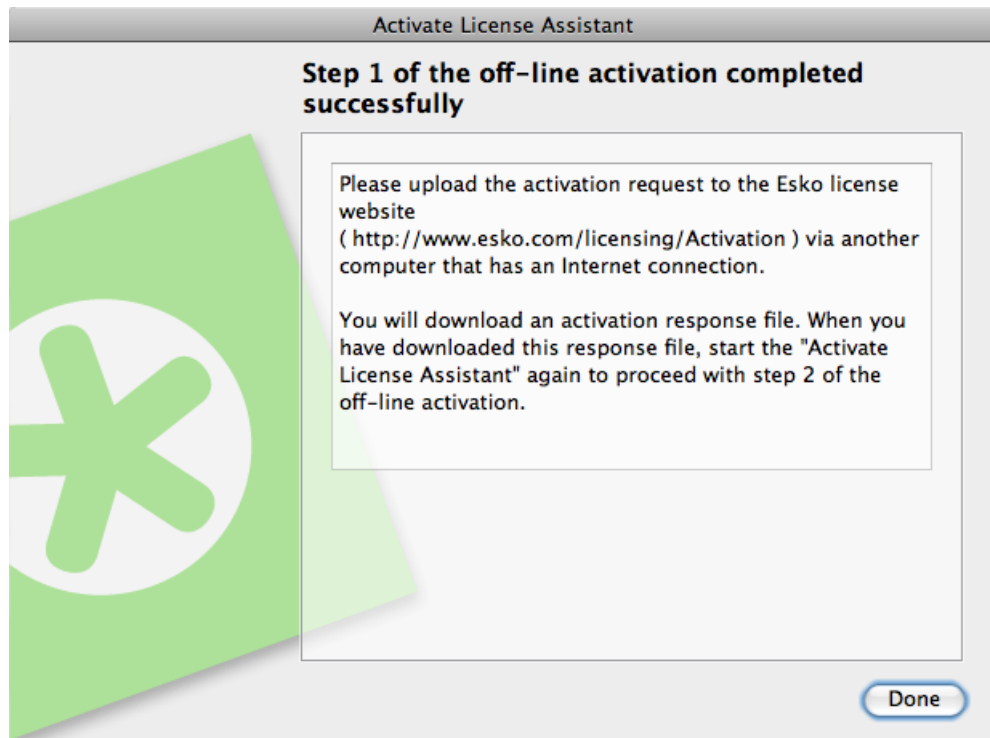 Activate License Assistant
Step 1 of the off-line activation completed
successfully
Please upload the activation request to the Esko license
website
( http://www.esko.com/licensing/Activation ) via another
computer that has an Internet connection.
You will download an activation response file. When you
have downloaded this response file, start the "Activate
License Assistant" again to proceed with step 2 of the
off-line activation.
Done